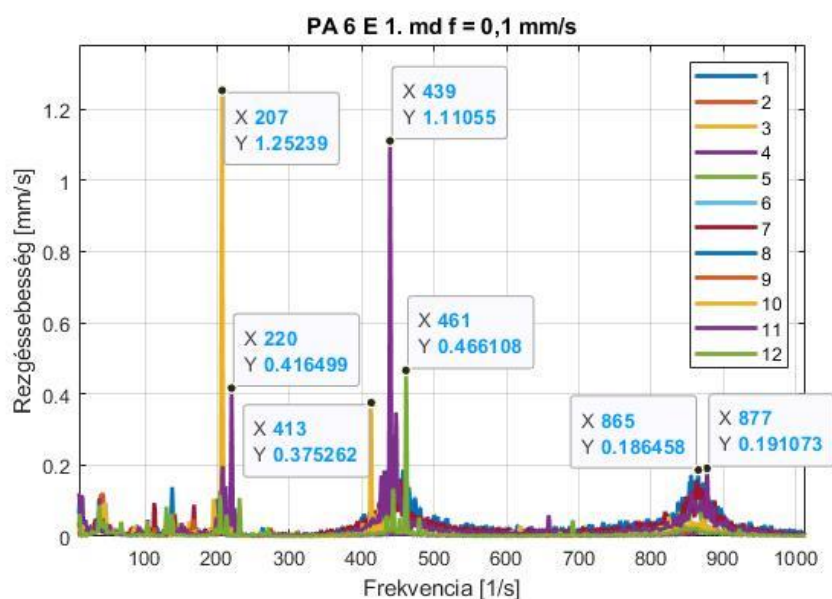 PA 6 E 1. md f = 0,1 mm/s
Rezgéssebesség [mm/s]
1.2
1
0.8
0.6
0.4
0.2
0
X 207
Y 1.25239
X 439
Y 1.11055
X 220
Y 0.416499
X 461
Y 0.466108
X 413
Y 0.375262
X 865
Y 0.186458
X 877
Y 0.191073
1
2
3
4
5
6
7
8
9
10
11
12
100 200 300 400 500 600 700 800 900 1000
Frekvencia [1/s]